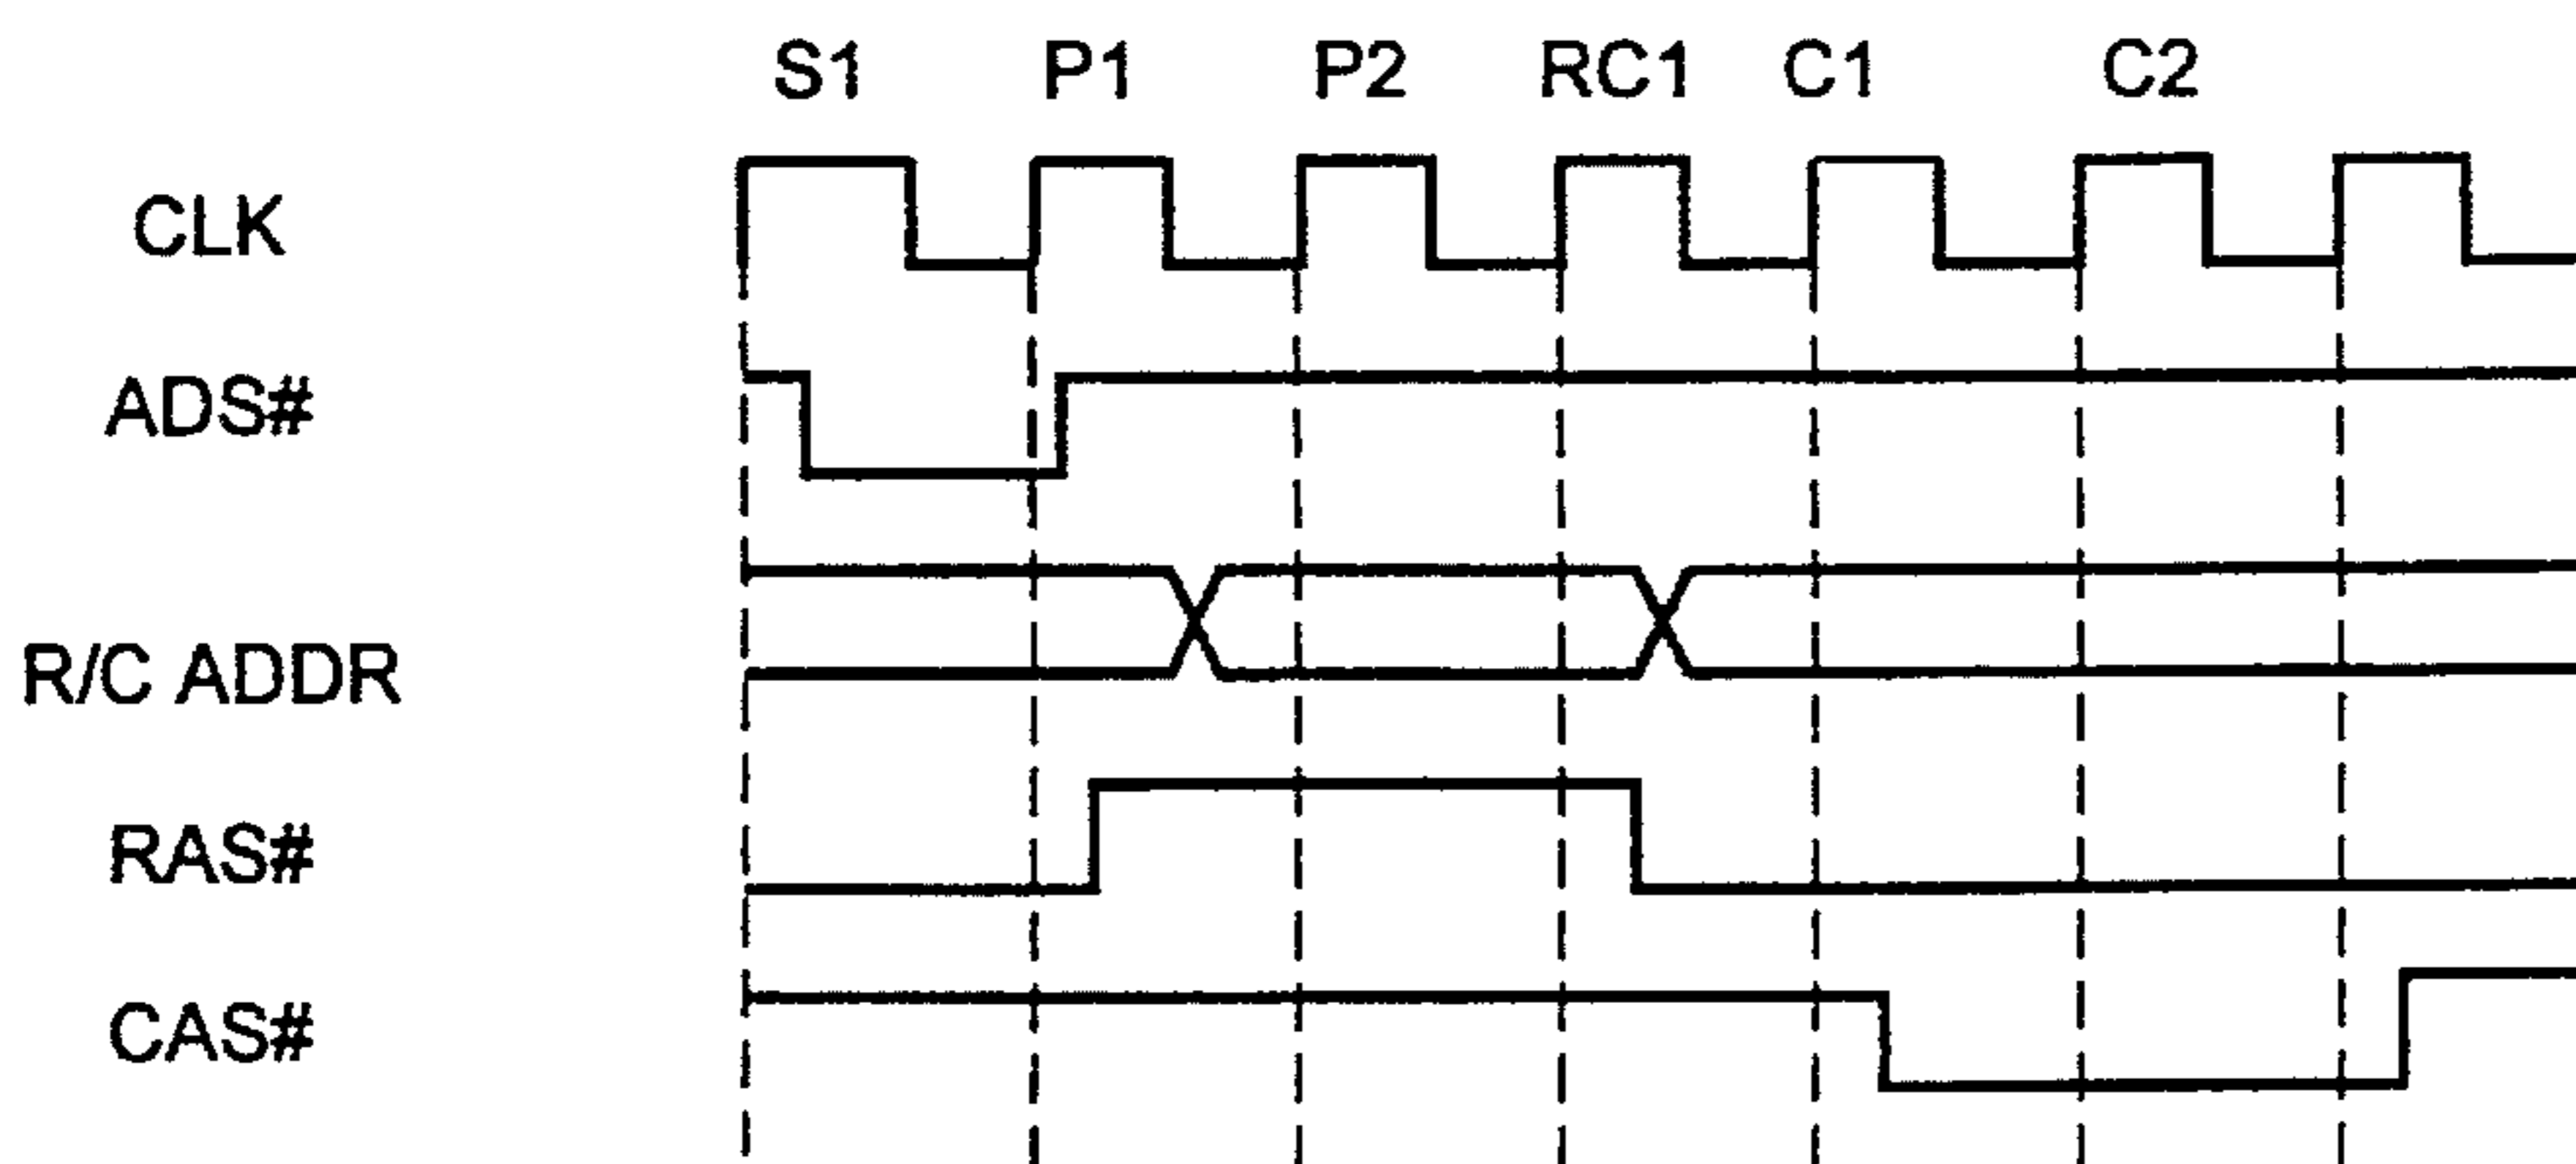 S1 P1 P2 RC1 C1 C2
CLK
ADS#
R/C ADDR
RAS#
CAS#